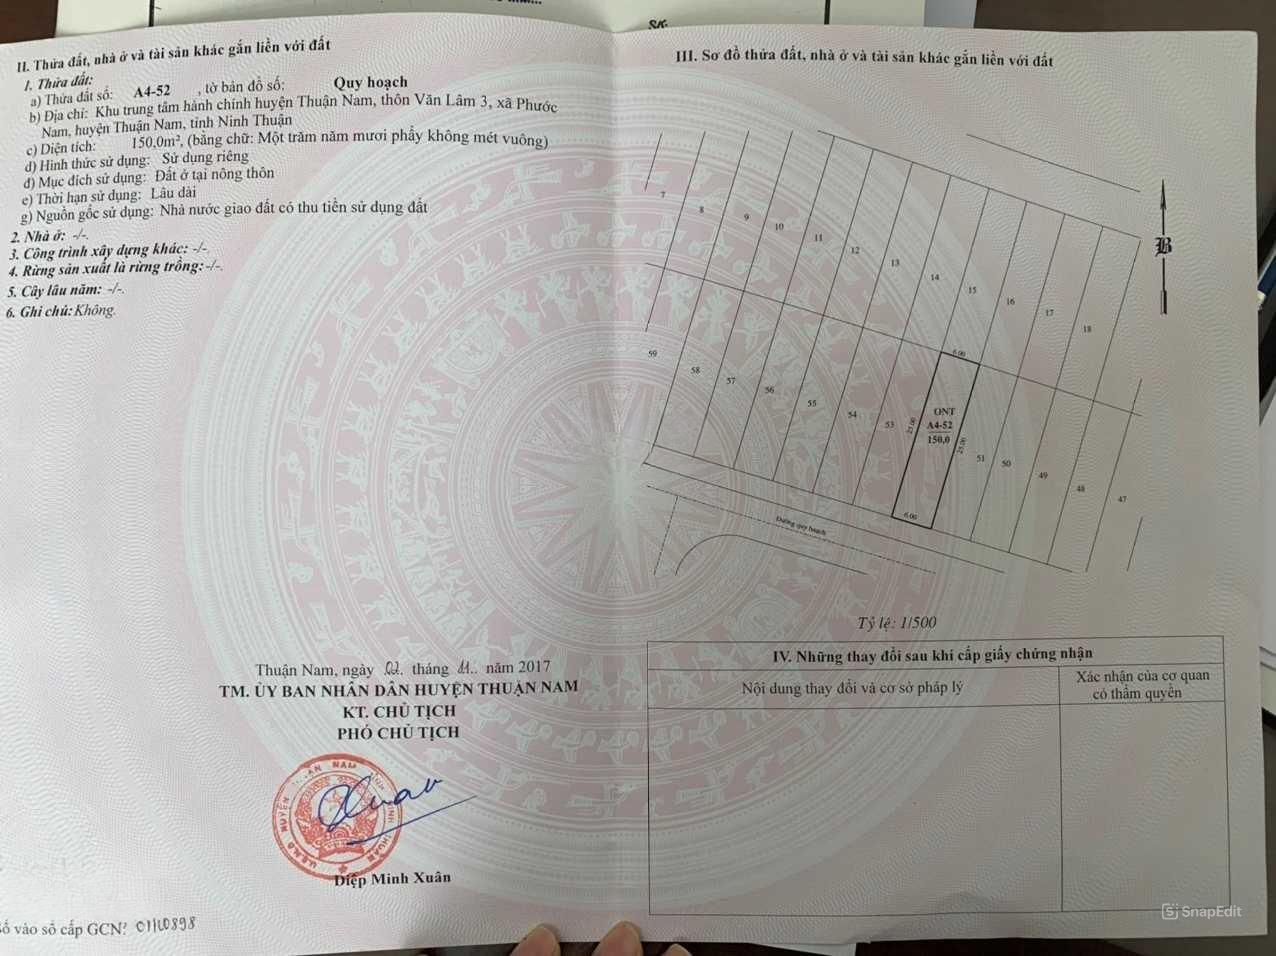 SK.
II. Thửa đất, nhà ở và tài sản khác gắn liền với đất
1. Thửa đất:
a) Thửa đất số: A4-52 , tờ bản đồ số: Quy hoạch
b) Địa chỉ: Khu trung tâm hành chính huyện Thuận Nam, thôn Văn Lâm 3, xã Phước
Nam, huyện Thuận Nam, tỉnh Ninh Thuận
c) Diện tích: 150,0m², (bằng chữ: Một trăm năm mươi phẩy không mét vuông)
d) Hình thức sử dụng: Sử dụng riêng
đ) Mục đích sử dụng: Đất ở tại nông thôn
e) Thời hạn sử dụng: Lâu dài
g) Nguồn gốc sử dụng: Nhà nước giao đất có thu tiền sử dụng đất
2. Nhà ở: -/-.
3. Công trình xây dựng khác: -/-.
4. Rừng sản xuất là rừng trồng: -/-.
5. Cây lâu năm: -/-.
6. Ghi chú: Không.
Thuận Nam, ngày 02. tháng 11.. năm 2017
TM. ỦY BAN NHÂN DÂN HUYỆN THUẬN NAM
KT. CHỦ TỊCH
PHÓ CHỦ TỊCH
Diệp Minh Xuân
Số vào sổ cấp GCN:
III. Sơ đồ thửa đất, nhà ở và tài sản khác gắn liền với đất
B
7
8
9
10
11
12
13
14
15
16
17
18
59
58
57
56
55
54
53
6.00
25.00
ONT
A4-52
150,0
25.00
6.00
51
50
49
48
47
Đường quy hoạch
Tỷ lệ: 1/500
IV. Những thay đổi sau khi cấp giấy chứng nhận
Nội dung thay đổi và cơ sở pháp lý
Xác nhận của cơ quan
có thẩm quyền
SnapEdit